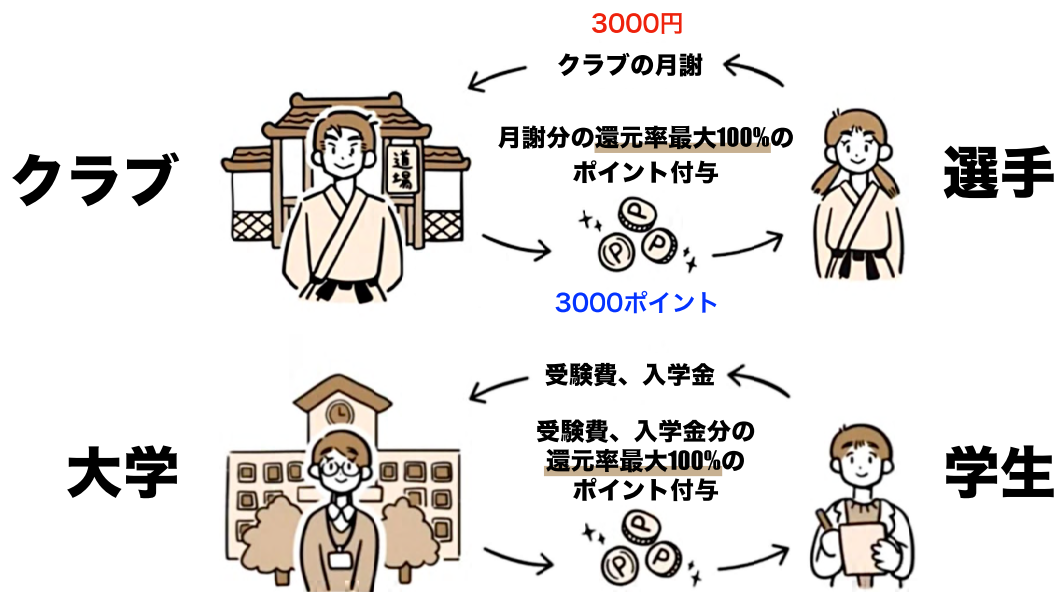 3000円
クラブの月謝
月謝分の還元率最大100%の
ポイント付与
クラブ
道場
選手
P
P
P
3000ポイント
受験費、入学金
受験費、入学金分の
還元率最大100%の
ポイント付与
大学
学生
P
P
P